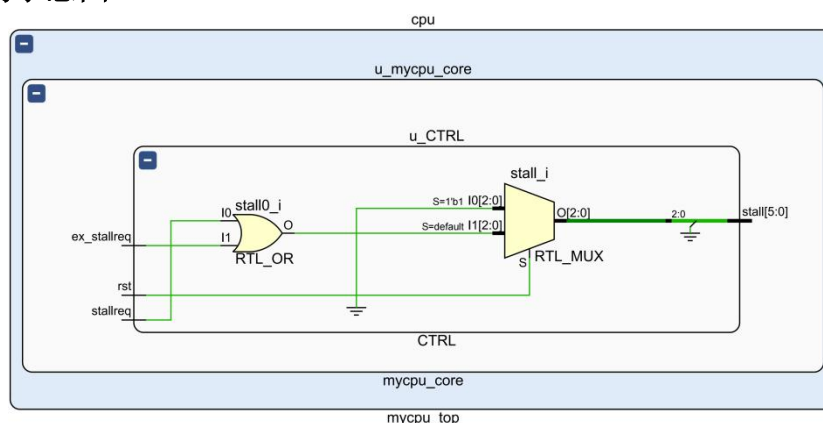 cpu
u_mycpu_core
u_CTRL
stall_i
stall0_i
S=1'b1 I0[2:0]
I0
O
O[2:0]
2:0
stall[5:0]
ex_stallreq
I1
S=default I1[2:0]
RTL_OR
S
RTL_MUX
rst
stallreq
CTRL
mycpu_core
mycpu_top